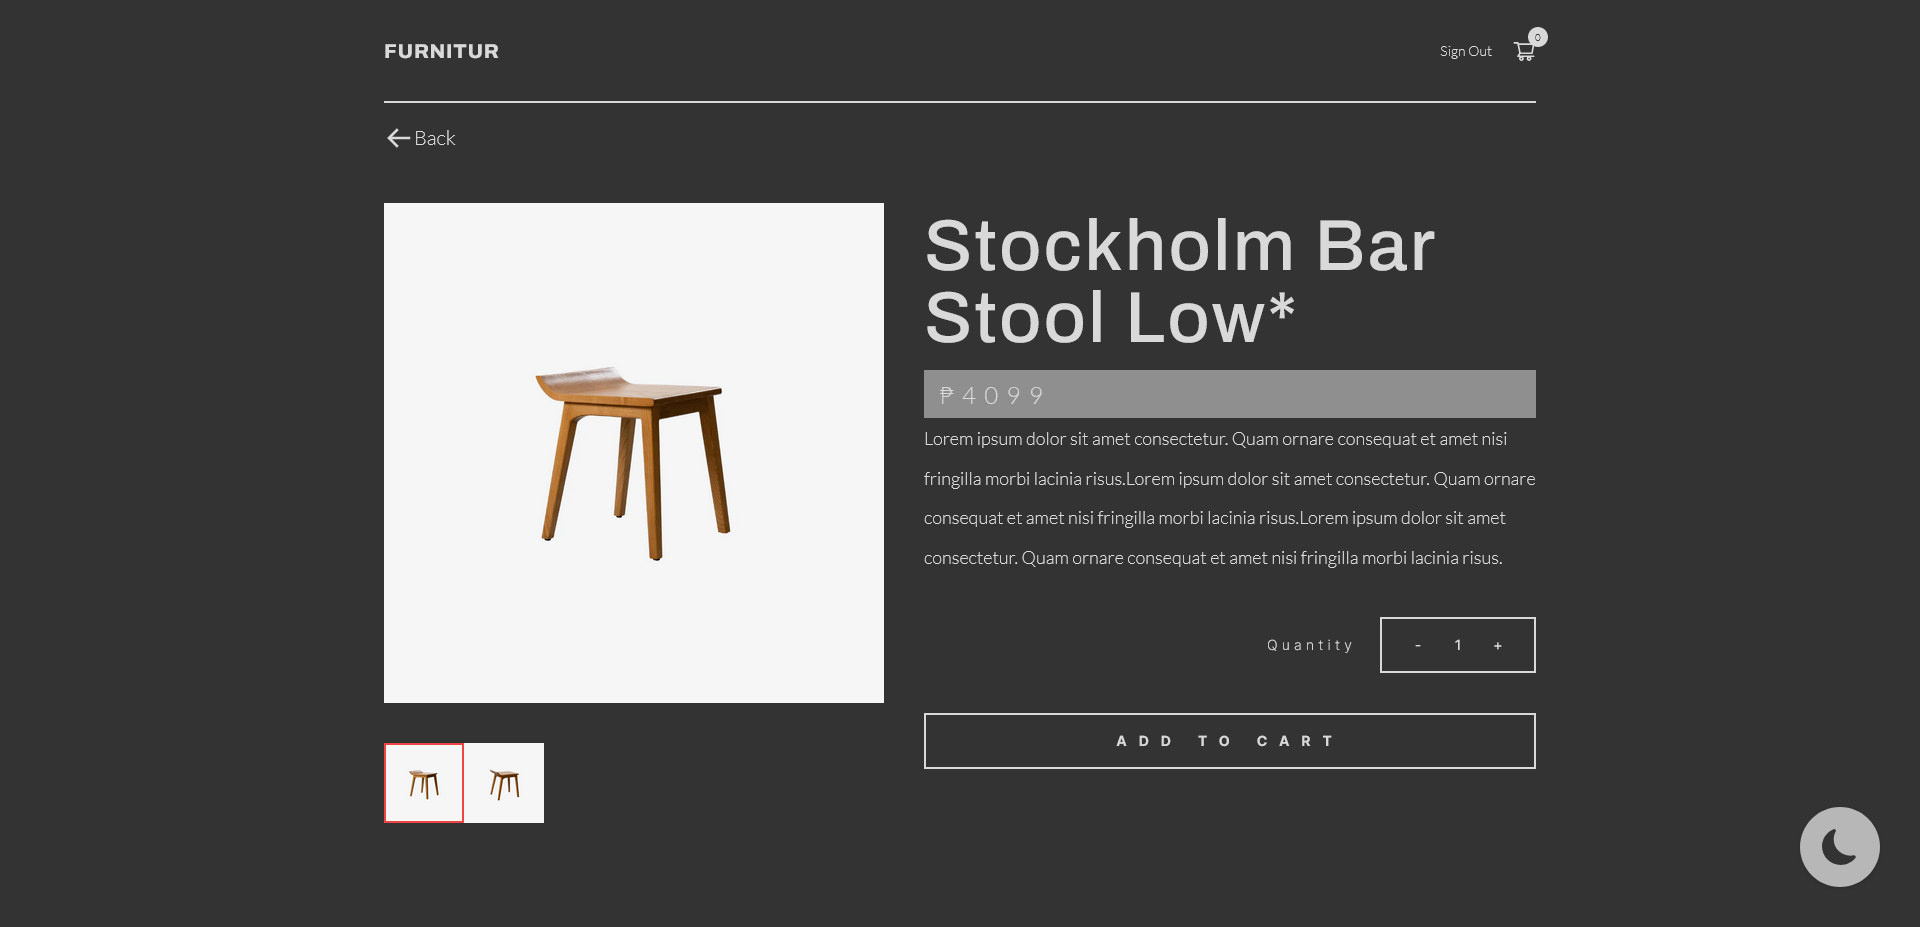 FURNITUR
Sign Out
0
Back
Stockholm Bar
Stool Low*
₱4099
Lorem ipsum dolor sit amet consectetur. Quam ornare consequat et amet nisi
fringilla morbi lacinia risus.Lorem ipsum dolor sit amet consectetur. Quam ornare
consequat et amet nisi fringilla morbi lacinia risus.Lorem ipsum dolor sit amet
consectetur. Quam ornare consequat et amet nisi fringilla morbi lacinia risus.
Quantity - 1 +
ADD TO CART